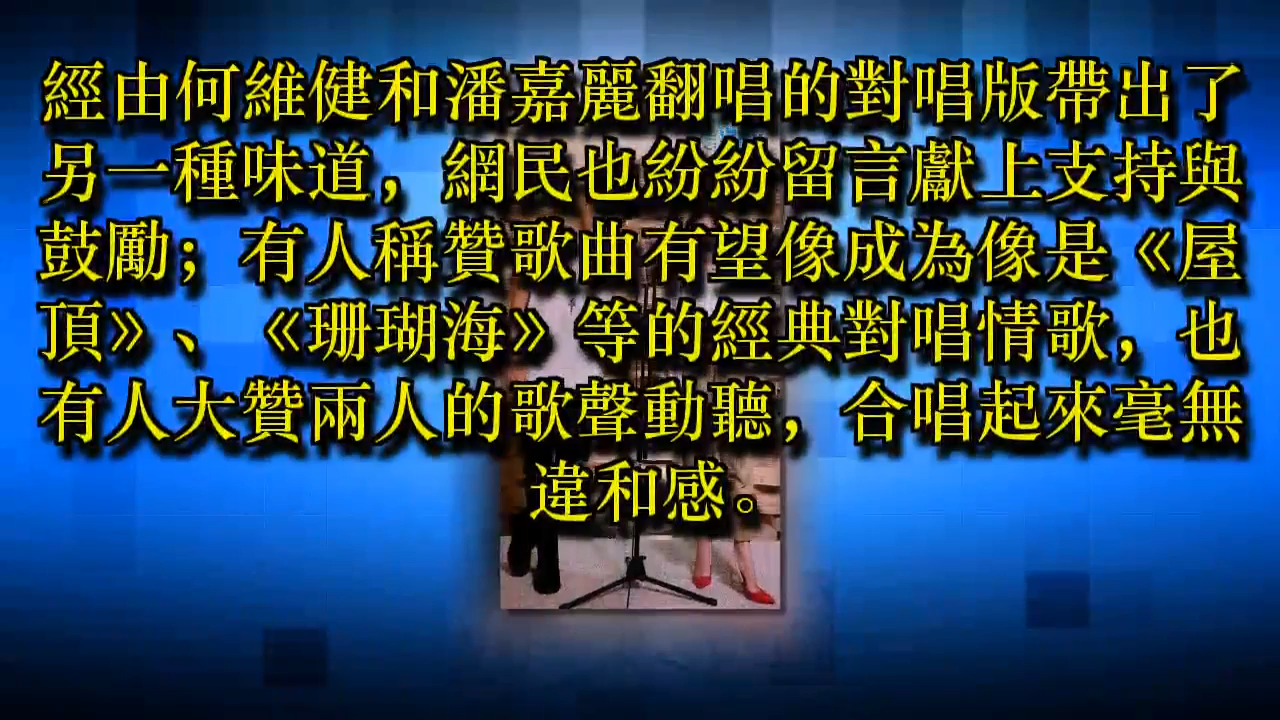 經由何維健和潘嘉麗翻唱的對唱版帶出了
另一種味道，網民也紛紛留言獻上支持與
鼓勵；有人稱贊歌曲有望像成為像是《屋
頂》、《珊瑚海》等的經典對唱情歌，也
有人大贊兩人的歌聲動聽，合唱起來毫無
違和感。